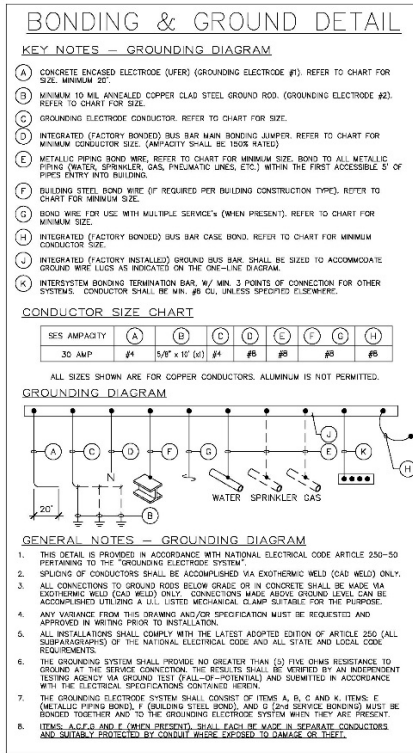 BONDING & GROUND DETAIL
KEY NOTES – GROUNDING DIAGRAM
A CONCRETE ENCASED ELECTRODE (UFER) (GROUNDING ELECTRODE #1). REFER TO CHART FOR
SIZE. MINIMUM 20'.
B MINIMUM 10 MIL ANNEALED COPPER CLAD STEEL GROUND ROD. (GROUNDING ELECTRODE #2).
REFER TO CHART FOR SIZE.
C GROUNDING ELECTRODE CONDUCTOR. REFER TO CHART FOR SIZE.
D INTEGRATED (FACTORY BONDED) BUS BAR MAIN BONDING JUMPER. REFER TO CHART FOR
MINIMUM CONDUCTOR SIZE. (AMPACITY SHALL BE 150% RATED)
E METALLIC PIPING BOND WIRE, REFER TO CHART FOR MINIMUM SIZE. BOND TO ALL METALLIC
PIPING (WATER, SPRINKLER, GAS, PNEUMATIC LINES, ETC.) WITHIN THE FIRST ACCESSIBLE 5' OF
PIPES ENTRY INTO BUILDING.
F BUILDING STEEL BOND WIRE (IF REQUIRED PER BUILDING CONSTRUCTION TYPE). REFER TO
CHART FOR MINIMUM SIZE.
G BOND WIRE FOR USE WITH MULTIPLE SERVICE's (WHEN PRESENT). REFER TO CHART FOR
MINIMUM SIZE.
H INTEGRATED (FACTORY BONDED) BUS BAR CASE BOND. REFER TO CHART FOR MINIMUM
CONDUCTOR SIZE.
J INTEGRATED (FACTORY INSTALLED) GROUND BUS BAR. SHALL BE SIZED TO ACCOMMODATE
GROUND WIRE LUGS AS INDICATED ON THE ONE-LINE DIAGRAM.
K INTERSYSTEM BONDING TERMINATION BAR, W/ MIN. 3 POINTS OF CONNECTION FOR OTHER
SYSTEMS. CONDUCTOR SHALL BE MIN. #6 CU, UNLESS SPECIFIED ELSEWHERE.
CONDUCTOR SIZE CHART
SES AMPACITY A B C D E F G H
30 AMP #4 5/8" x 10' (x1) #4 #8 #8 #8 #8
ALL SIZES SHOWN ARE FOR COPPER CONDUCTORS. ALUMINUM IS NOT PERMITTED.
GROUNDING DIAGRAM
J
A C D F G E K
N
H
WATER SPRINKLER GAS
20'
B
GENERAL NOTES – GROUNDING DIAGRAM
1. THIS DETAIL IS PROVIDED IN ACCORDANCE WITH NATIONAL ELECTRICAL CODE ARTICLE 250-50
PERTAINING TO THE "GROUNDING ELECTRODE SYSTEM".
2. SPLICING OF CONDUCTORS SHALL BE ACCOMPLISHED VIA EXOTHERMIC WELD (CAD WELD) ONLY.
3. ALL CONNECTIONS TO GROUND RODS BELOW GRADE OR IN CONCRETE SHALL BE MADE VIA
EXOTHERMIC WELD (CAD WELD) ONLY. CONNECTIONS MADE ABOVE GROUND LEVEL CAN BE
ACCOMPLISHED UTILIZING A U.L. LISTED MECHANICAL CLAMP SUITABLE FOR THE PURPOSE.
4. ANY VARIANCE FROM THIS DRAWING AND/OR SPECIFICATION MUST BE REQUESTED AND
APPROVED IN WRITING PRIOR TO INSTALLATION.
5. ALL INSTALLATIONS SHALL COMPLY WITH THE LATEST ADOPTED EDITION OF ARTICLE 250 (ALL
SUBPARAGRAPHS) OF THE NATIONAL ELECTRICAL CODE AND ALL STATE AND LOCAL CODE
REQUIREMENTS.
6. THE GROUNDING SYSTEM SHALL PROVIDE NO GREATER THAN (5) FIVE OHMS RESISTANCE TO
GROUND AT THE SERVICE CONNECTION. THE RESULTS SHALL BE VERIFIED BY AN INDEPENDENT
TESTING AGENCY VIA GROUND TEST (FALL-OF-POTENTIAL) AND SUBMITTED IN ACCORDANCE
WITH THE ELECTRICAL SPECIFICATIONS CONTAINED HEREIN.
7. THE GROUNDING ELECTRODE SYSTEM SHALL CONSIST OF ITEMS A, B, C AND K. ITEMS: E
(METALLIC PIPING BOND), F (BUILDING STEEL BOND), AND G (2nd SERVICE BONDING) MUST BE
BONDED TOGETHER AND TO THE GROUNDING ELECTRODE SYSTEM WHEN THEY ARE PRESENT.
8. ITEMS: A,C,F,G AND E (WHEN PRESENT), SHALL EACH BE MADE IN SEPARATE CONDUCTORS
AND SUITABLY PROTECTED BY CONDUIT WHERE EXPOSED TO DAMAGE OR THEFT.